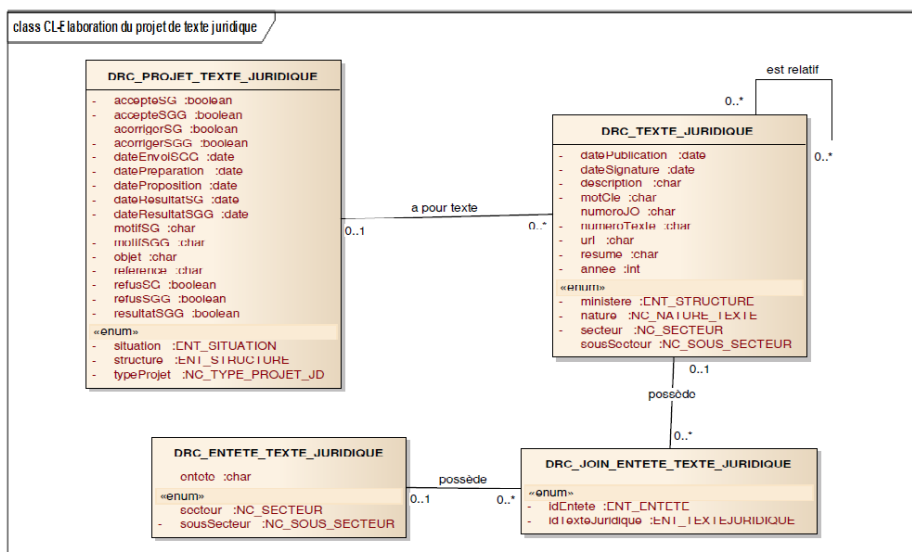 class CL-Elaboration du projet de texte juridique
DRC_PROJET_TEXTE_JURIDIQUE
- accepteSG :boolean
- accepteSGG :boolean
- acorrigerSG :boolean
- acorrigerSGG :boolean
- dateEnvoiSGG :date
- datePreparation :date
- dateProposition :date
- dateResultatSG :date
- dateResultatSGG :date
motifSG :char
- motifSGG :char
- objet :char
- reference :char
- refusSG :boolean
- refusSGG :boolean
- resultatSGG :boolean
«enum»
- situation :ENT_SITUATION
- structure :ENT_STRUCTURE
- typeProjet :NC_TYPE_PROJET_JD
a pour texte
0..1
0..*
est relatif
0..*
0..*
DRC_TEXTE_JURIDIQUE
- datePublication :date
- dateSignature :date
- description :char
- motCle :char
numeroJO :char
- numeroTexte :char
- url :char
- resume :char
- annee :int
«enum»
- ministere :ENT_STRUCTURE
- nature :NC_NATURE_TEXTE
- secteur :NC_SECTEUR
sousSecteur :NC_SOUS_SECTEUR
0..1
possède
0..*
DRC_ENTETE_TEXTE_JURIDIQUE
entete :char
«enum»
- secteur :NC_SECTEUR
- sousSecteur :NC_SOUS_SECTEUR
possède
0..1
0..*
DRC_JOIN_ENTETE_TEXTE_JURIDIQUE
«enum»
- idEntete :ENT_ENTETE
- idTexteJuridique :ENT_TEXTEJURIDIQUE